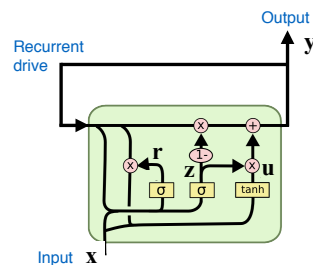 Output
y
Recurrent
drive
x +
1-
r
z
x x u
σ σ tanh
Input x